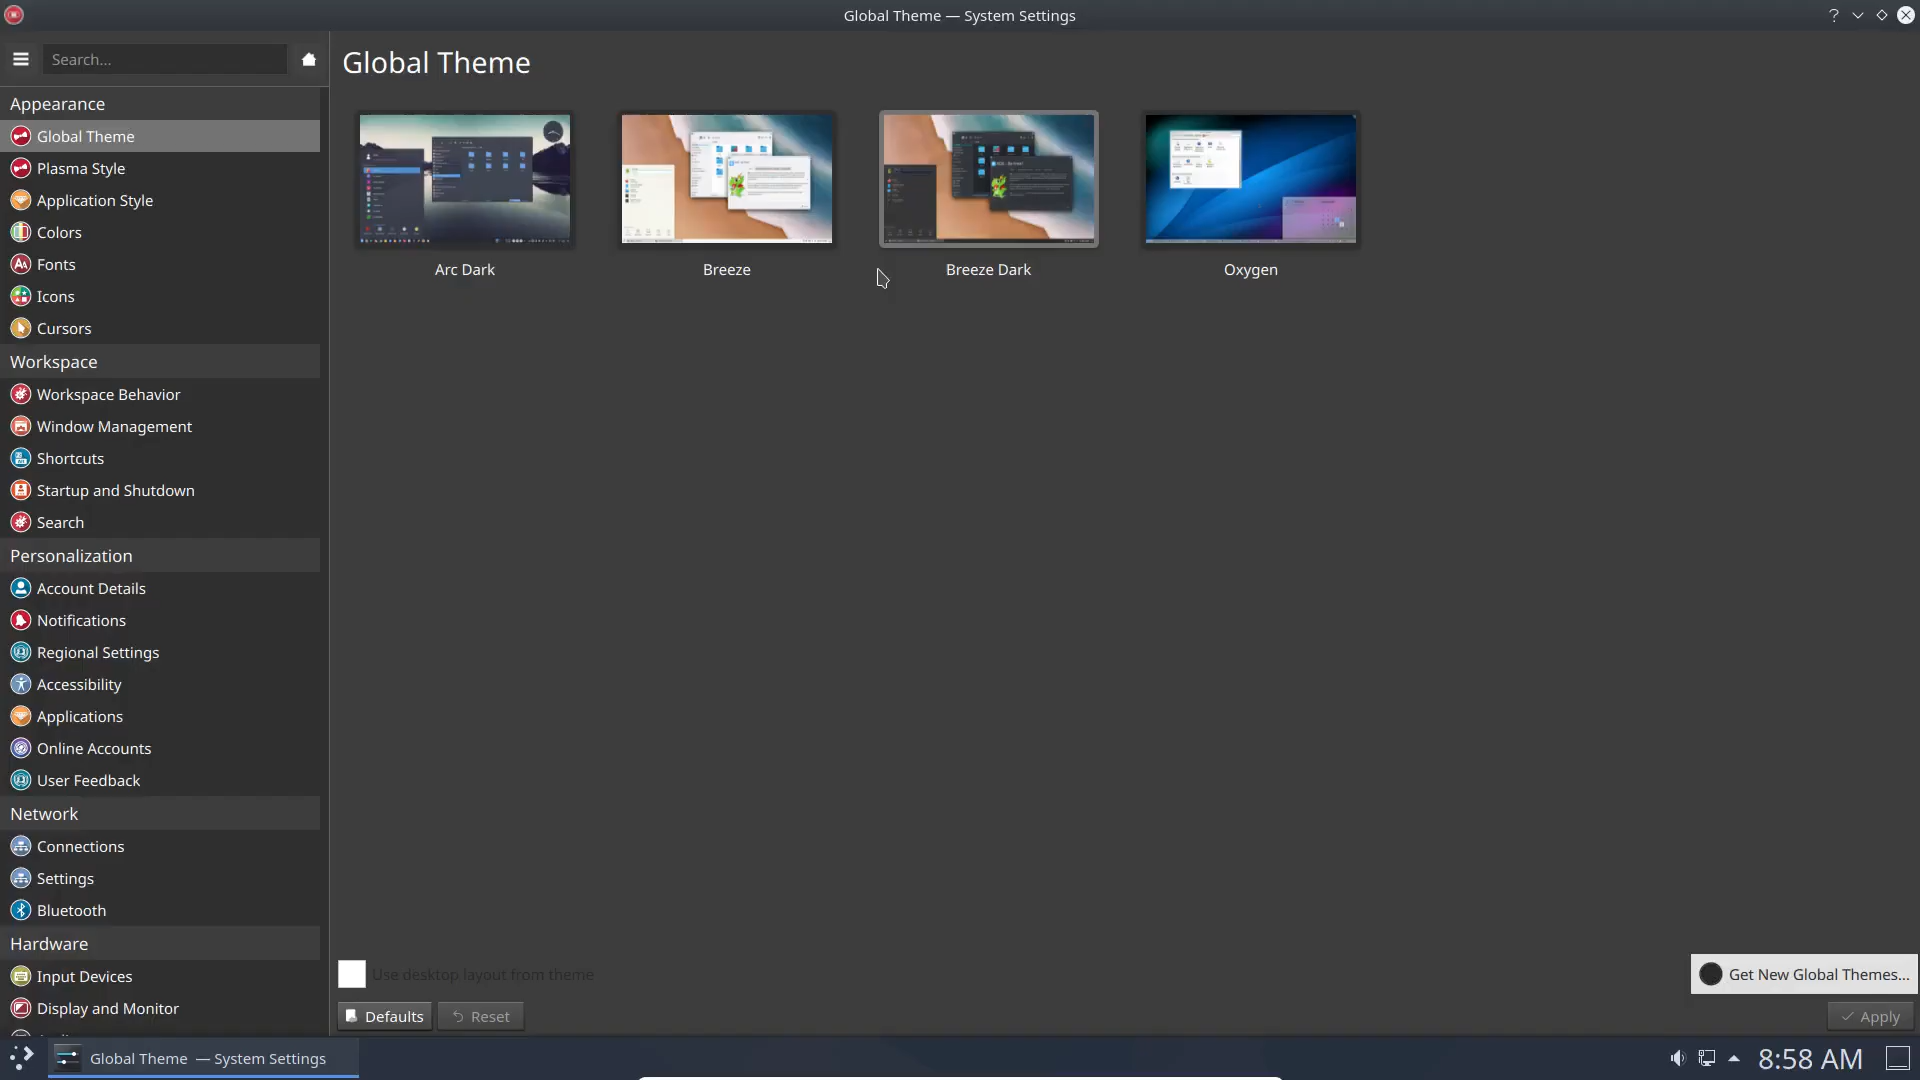 Global Theme — System Settings
?
Search...
Global Theme
Appearance
Global Theme
Plasma Style
Application Style
Colors
Fonts
Icons
Cursors
Workspace
Workspace Behavior
Window Management
Shortcuts
Startup and Shutdown
Search
Personalization
Account Details
Notifications
Regional Settings
Accessibility
Applications
Online Accounts
User Feedback
Network
Connections
Settings
Bluetooth
Hardware
Input Devices
Display and Monitor
Arc Dark
Breeze
Breeze Dark
Oxygen
Use desktop layout from theme
Get New Global Themes...
Defaults
Reset
Apply
Global Theme — System Settings
8:58 AM